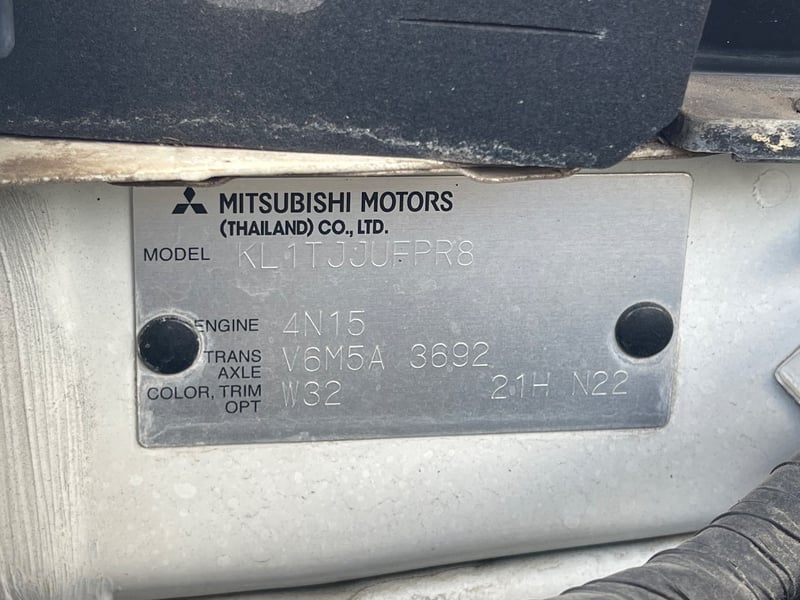 MITSUBISHI MOTORS
(THAILAND) CO., LTD.
MODEL KL1TJJUFPR8
ENGINE 4N15
TRANS V6M5A 3692
AXLE
COLOR, TRIM W32 21H N22
OPT